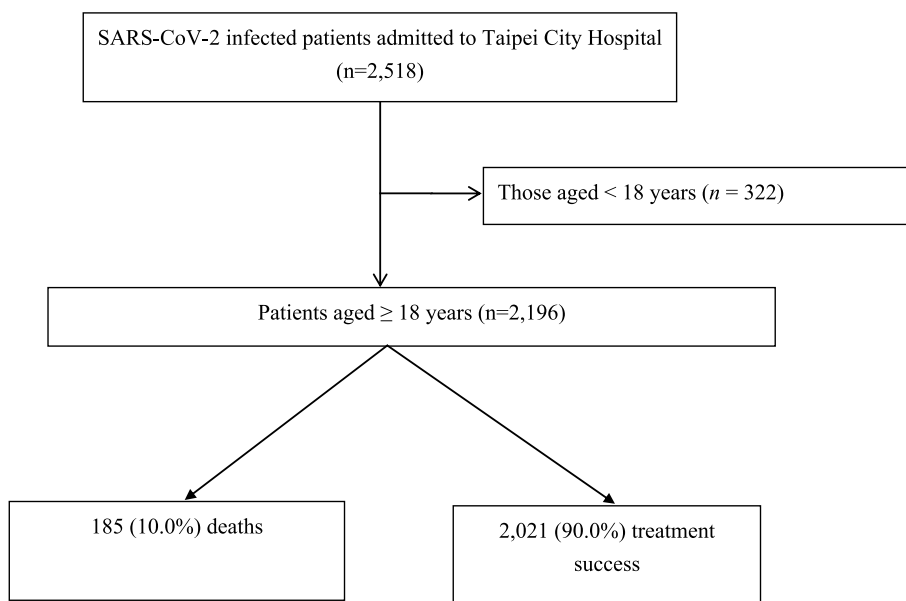 SARS-CoV-2 infected patients admitted to Taipei City Hospital
(n=2,518)
Those aged < 18 years (n = 322)
Patients aged ≥ 18 years (n=2,196)
185 (10.0%) deaths
2,021 (90.0%) treatment
success